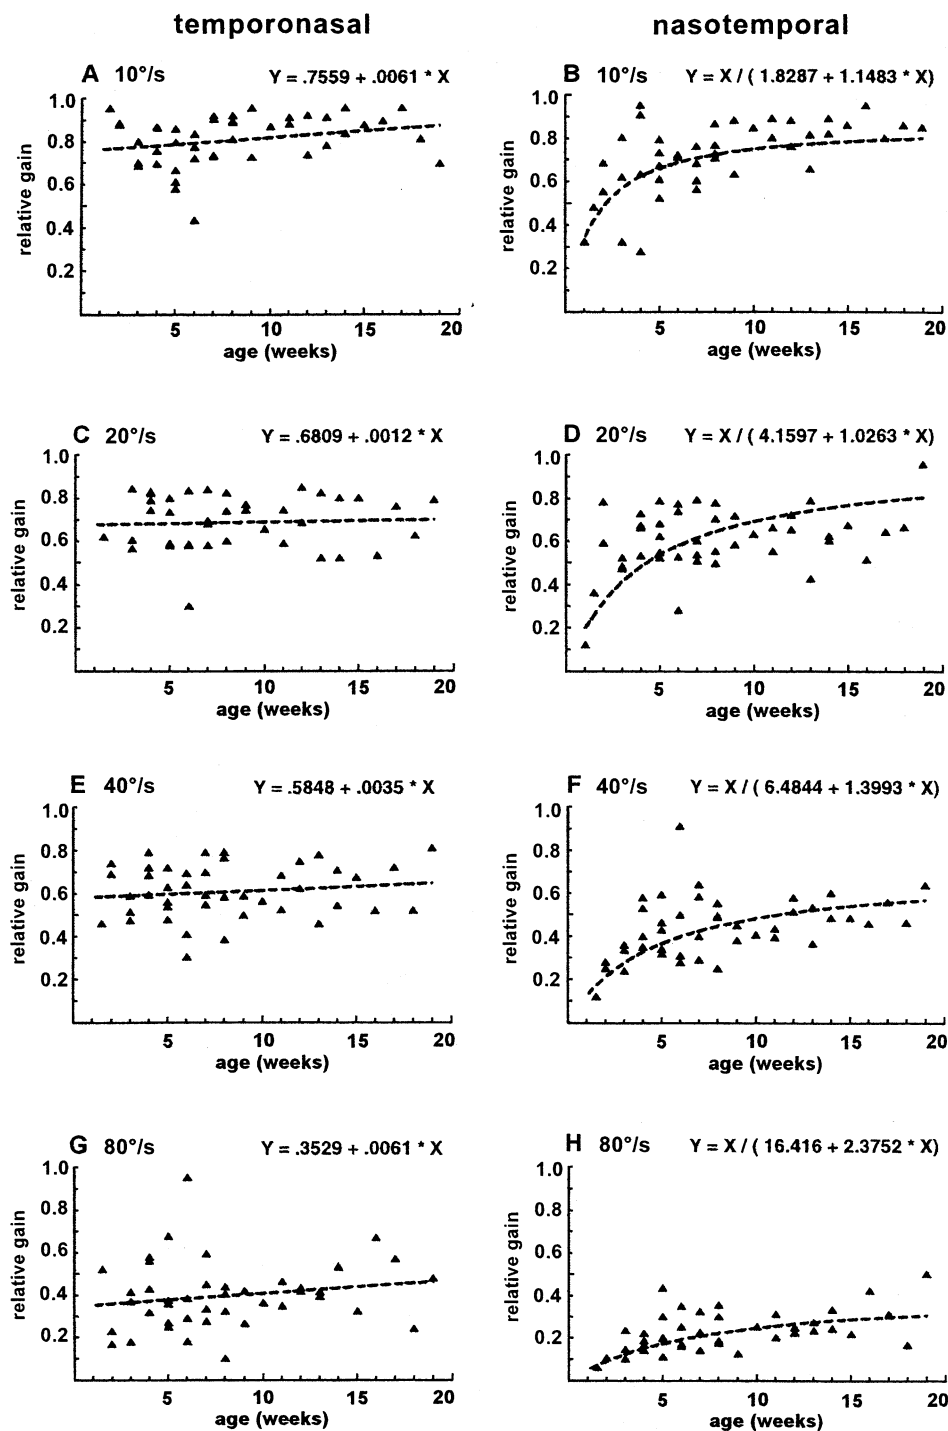 temporonasal nasotemporal
A 10°/s Y = .7559 + .0061 * X
B 10°/s Y = X / ( 1.8287 + 1.1483 * X)
1.0
0.8
0.6
0.4
0.2
relative gain
5 10 15 20
age (weeks)
1.0
0.8
0.6
0.4
0.2
relative gain
5 10 15 20
age (weeks)
C 20°/s Y = .6809 + .0012 * X
D 20°/s Y = X / ( 4.1597 + 1.0263 * X)
1.0
0.8
0.6
0.4
0.2
relative gain
5 10 15 20
age (weeks)
1.0
0.8
0.6
0.4
0.2
relative gain
5 10 15 20
age (weeks)
E 40°/s Y = .5848 + .0035 * X
F 40°/s Y = X / ( 6.4844 + 1.3993 * X)
1.0
0.8
0.6
0.4
0.2
relative gain
5 10 15 20
age (weeks)
1.0
0.8
0.6
0.4
0.2
relative gain
5 10 15 20
age (weeks)
G 80°/s Y = .3529 + .0061 * X
H 80°/s Y = X / ( 16.416 + 2.3752 * X)
1.0
0.8
0.6
0.4
0.2
relative gain
5 10 15 20
age (weeks)
1.0
0.8
0.6
0.4
0.2
relative gain
5 10 15 20
age (weeks)